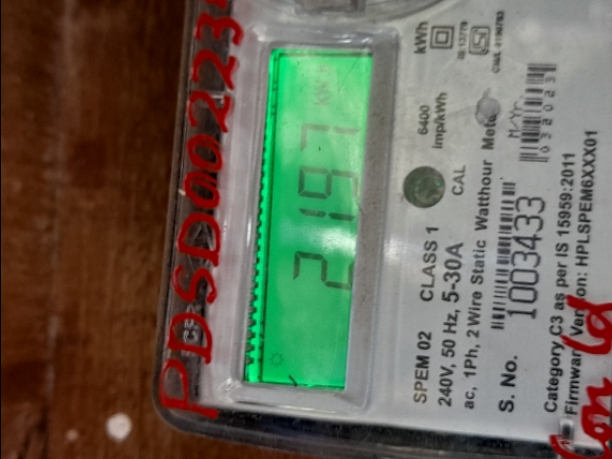 PDSD00223
KWH
2197
SPEM 02 CLASS 1 CAL 6400 imp/kWh kWh
240V, 50 Hz, 5-30A
ac, 1Ph, 2 Wire Static Watthour
S. No. 1003433
M/Yr.
Category C3 as per IS 15959:2011
Firmware Version: HPLSPEM6XXX01